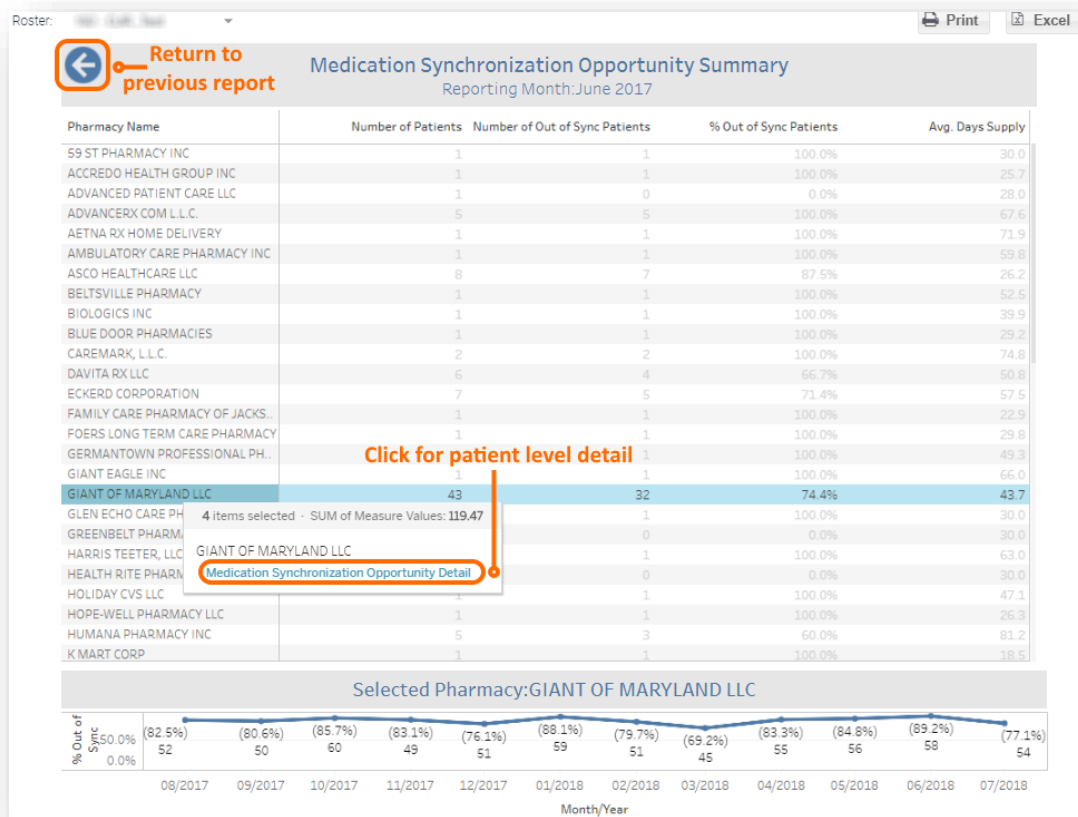 Roster:
Print
Excel
Return to
previous report
Medication Synchronization Opportunity Summary
Reporting Month:June 2017
Pharmacy Name Number of Patients Number of Out of Sync Patients % Out of Sync Patients Avg. Days Supply
59 ST PHARMACY INC 1 1 100.0% 30.0
ACCREDO HEALTH GROUP INC 1 1 100.0% 25.7
ADVANCED PATIENT CARE LLC 1 0 0.0% 28.0
ADVANCERX COM L.L.C. 5 5 100.0% 67.6
AETNA RX HOME DELIVERY 1 1 100.0% 71.9
AMBULATORY CARE PHARMACY INC 1 1 100.0% 59.8
ASCO HEALTHCARE LLC 8 7 87.5% 26.2
BELTSVILLE PHARMACY 1 1 100.0% 52.5
BIOLOGICS INC 1 1 100.0% 39.9
BLUE DOOR PHARMACIES 1 1 100.0% 29.2
CAREMARK, L.L.C. 2 2 100.0% 74.8
DAVITA RX LLC 6 4 66.7% 50.8
ECKERD CORPORATION 7 5 71.4% 57.5
FAMILY CARE PHARMACY OF JACKS.. 1 1 100.0% 22.9
FOERS LONG TERM CARE PHARMACY 1 1 100.0% 29.8
GERMANTOWN PROFESSIONAL PH.. 1 100.0% 49.3
Click for patient level detail
GIANT EAGLE INC 1 1 100.0% 66.0
GIANT OF MARYLAND LLC 43 32 74.4% 43.7
GLEN ECHO CARE PH 1 100.0% 30.0
4 items selected · SUM of Measure Values: 119.47
GREENBELT PHARMA 0 0.0% 30.0
HARRIS TEETER, LLC 1 100.0% 63.0
GIANT OF MARYLAND LLC
HEALTH RITE PHARM 0 0.0% 30.0
Medication Synchronization Opportunity Detail
HOLIDAY CVS LLC 1 1 100.0% 47.1
HOPE-WELL PHARMACY LLC 1 1 100.0% 26.3
HUMANA PHARMACY INC 5 3 60.0% 81.2
K MART CORP 1 1 100.0% 18.5
Selected Pharmacy:GIANT OF MARYLAND LLC
% Out of
Sync
50.0%
0.0%
(82.5%) (80.6%) (85.7%) (83.1%) (76.1%) (88.1%) (79.7%) (69.2%) (83.3%) (84.8%) (89.2%) (77.1%)
52 50 60 49 51 59 51 45 55 56 58 54
08/2017 09/2017 10/2017 11/2017 12/2017 01/2018 02/2018 03/2018 04/2018 05/2018 06/2018 07/2018
Month/Year